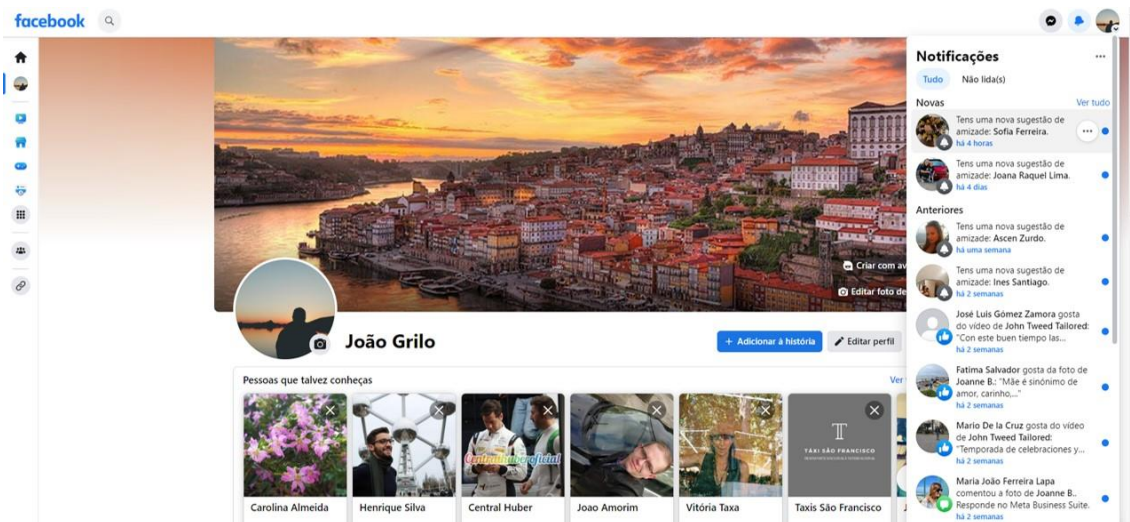 facebook
Notificações
Tudo Não lida(s)
Novas Ver tudo
Tens uma nova sugestão de
amizade: Sofia Ferreira.
há 4 horas
Tens uma nova sugestão de
amizade: Joana Raquel Lima.
há 4 dias
Anteriores
Tens uma nova sugestão de
amizade: Ascen Zurdo.
há uma semana
Tens uma nova sugestão de
amizade: Ines Santiago.
há 2 semanas
José Luis Gómez Zamora gosta
do vídeo de John Tweed Tailored:
"Con este buen tiempo las...
há 2 semanas
Fatima Salvador gosta da foto de
Joanne B.: "Mãe é sinónimo de
amor, carinho,..."
há 2 semanas
Mario De la Cruz gosta do vídeo
de John Tweed Tailored:
"Temporada de celebraciones y...
há 2 semanas
Maria João Ferreira Lapa
comentou a foto de Joanne B..
Responde no Meta Business Suite.
há 2 semanas
Criar com av
Editar foto de
João Grilo
+ Adicionar à história
Editar perfil
Pessoas que talvez conheças
Ver
Centralhuberoficial
TÁXI SÃO FRANCISCO
Carolina Almeida
Henrique Silva
Central Huber
Joao Amorim
Vitória Taxa
Taxis São Francisco